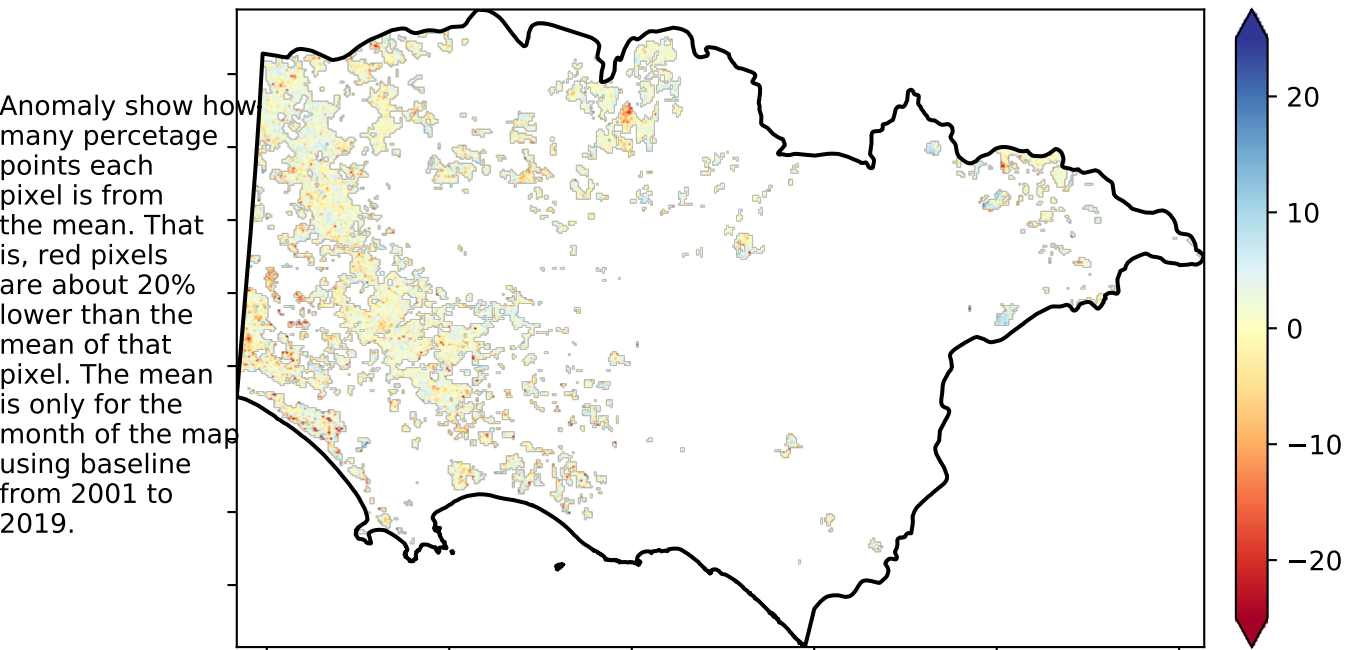 Anomaly show how
many percetage
points each
pixel is from
the mean. That
is, red pixels
are about 20%
lower than the
mean of that
pixel. The mean
is only for the
month of the map
using baseline
from 2001 to
2019.
20
10
0
−10
−20